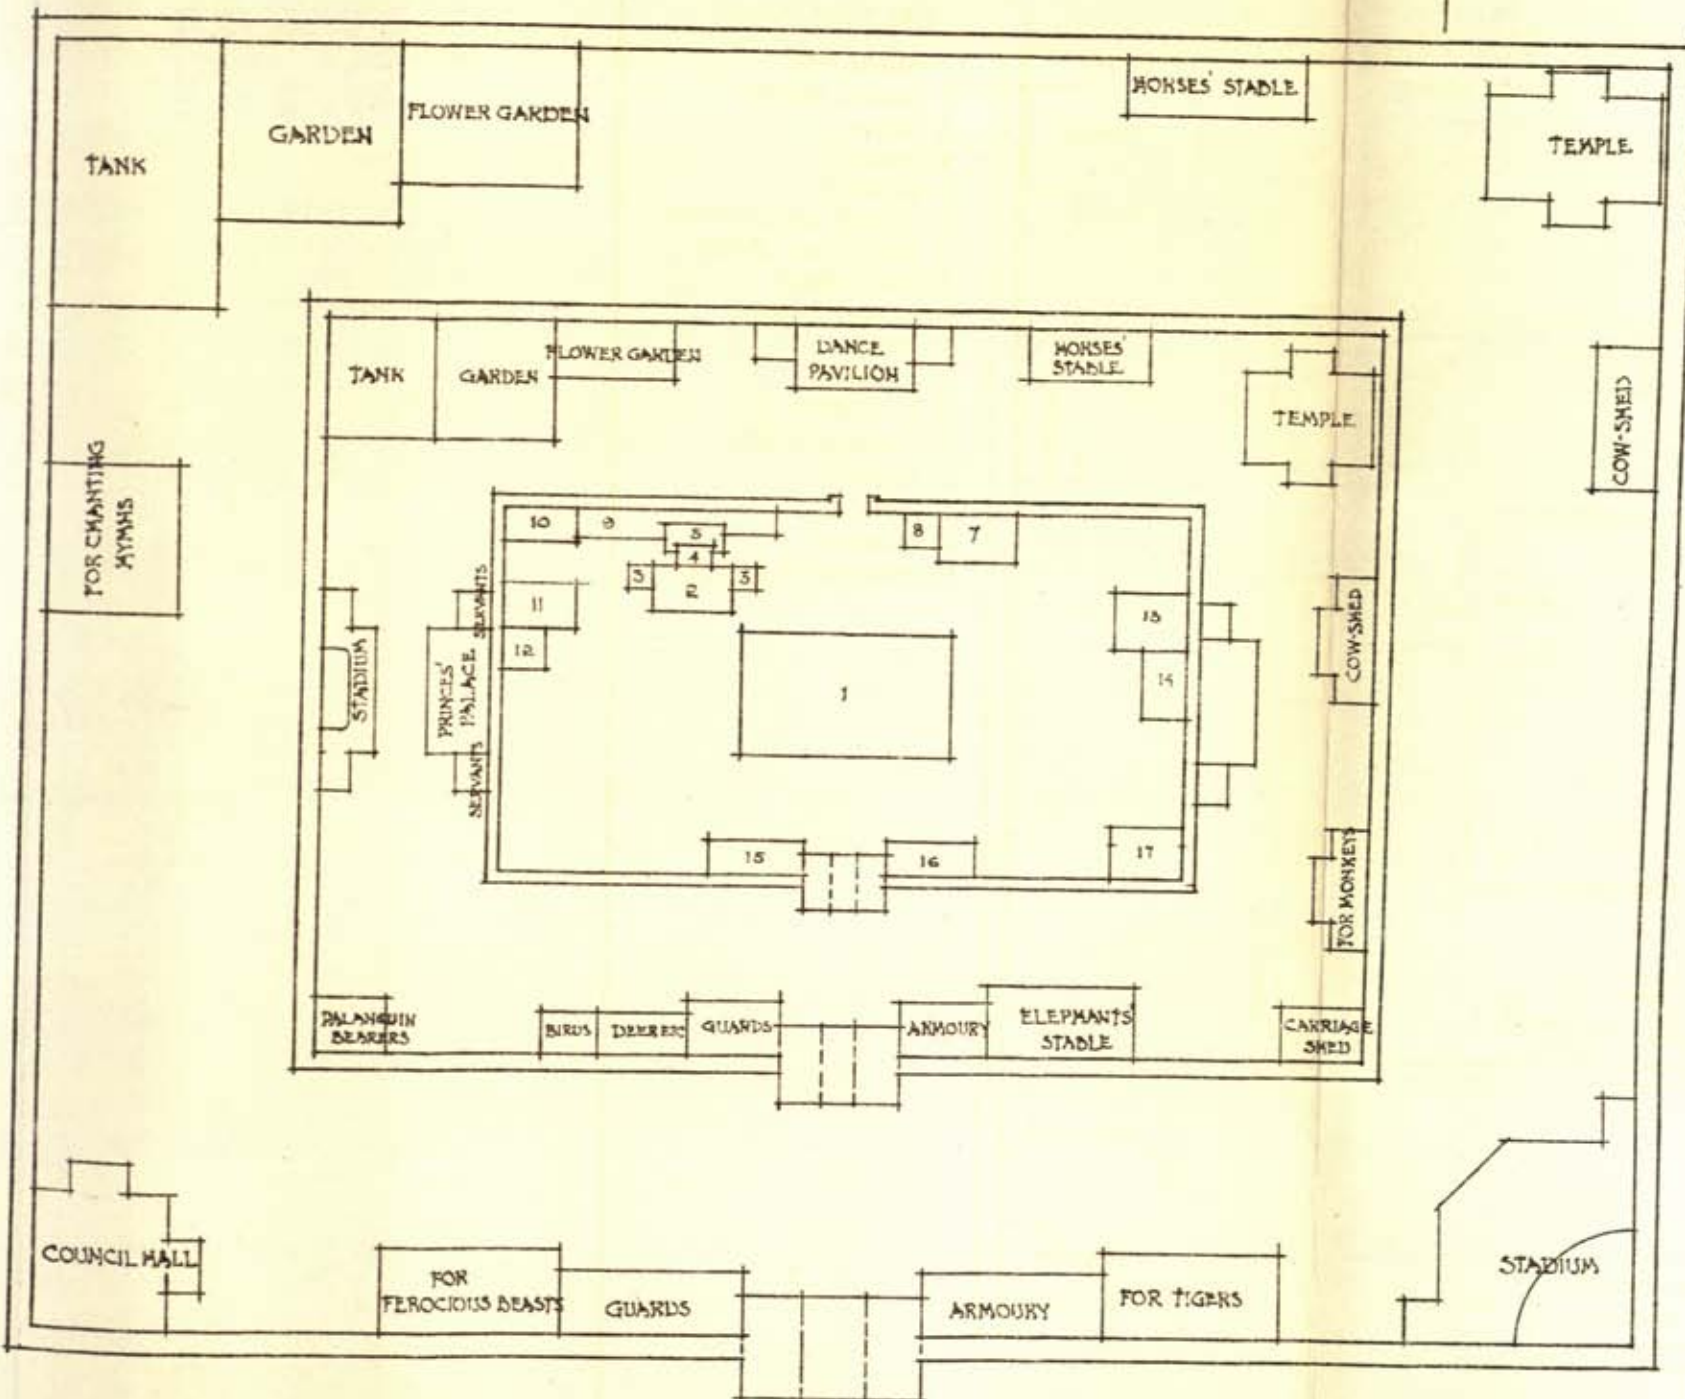 TANK
GARDEN
FLOWER GARDEN
HORSES' STABLE
TEMPLE
TANK
GARDEN
FLOWER GARDEN
DANCE
PAVILION
HORSES'
STABLE
TEMPLE
COW-SHED
FOR CHANTING
HYMNS
10
9
5
4
3
3
2
8
7
11
12
1
13
14
15
16
17
STADIUM
PRINCES'
PALACE
SERVANTS
SERVANTS
COW-SHED
FOR MONKEYS
PALANQUIN
BEARERS
BIRDS
DEER ETC
GUARDS
ARMOURY
ELEPHANTS'
STABLE
CARRIAGE
SHED
COUNCIL HALL
FOR
FEROCIOUS BEASTS
GUARDS
ARMOURY
FOR TIGERS
STADIUM